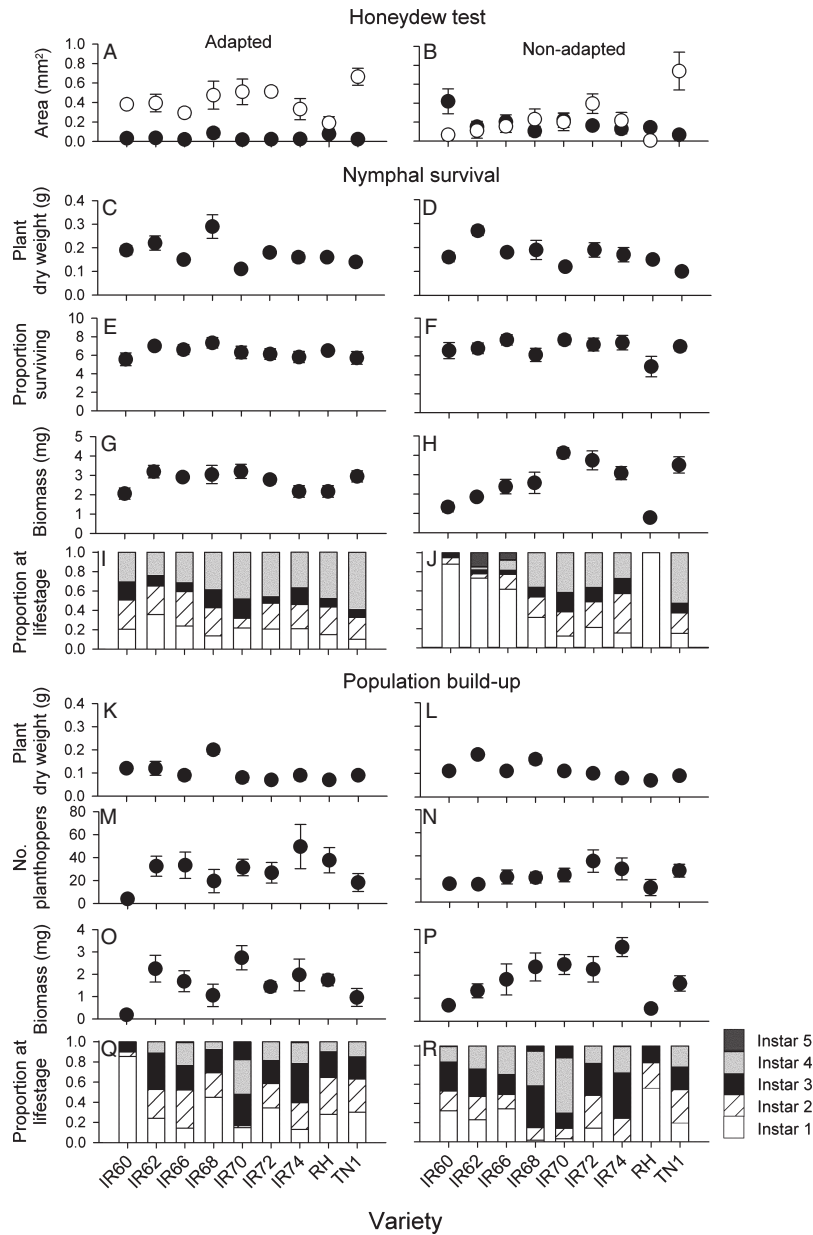 Honeydew test
A
Adapted
B
Non-adapted
Area (mm²)
1.0
0.8
0.6
0.4
0.2
0.0
Nymphal survival
C
D
Plant
dry weight (g)
0.4
0.3
0.2
0.1
0.0
E
F
Proportion
surviving
10
8
6
4
2
0
G
H
Biomass (mg)
5
4
3
2
1
0
I
J
Proportion at
lifestage
1.0
0.8
0.6
0.4
0.2
0.0
Population build-up
K
L
Plant
dry weight (g)
0.4
0.3
0.2
0.1
0.0
M
N
No.
planthoppers
80
60
40
20
0
O
P
Biomass (mg)
4
3
2
1
0
Q
R
Proportion at
lifestage
1.0
0.8
0.6
0.4
0.2
0.0
Instar 5
Instar 4
Instar 3
Instar 2
Instar 1
IR60 IR62 IR66 IR68 IR70 IR72 IR74 RH TN1
IR60 IR62 IR66 IR68 IR70 IR72 IR74 RH TN1
Variety